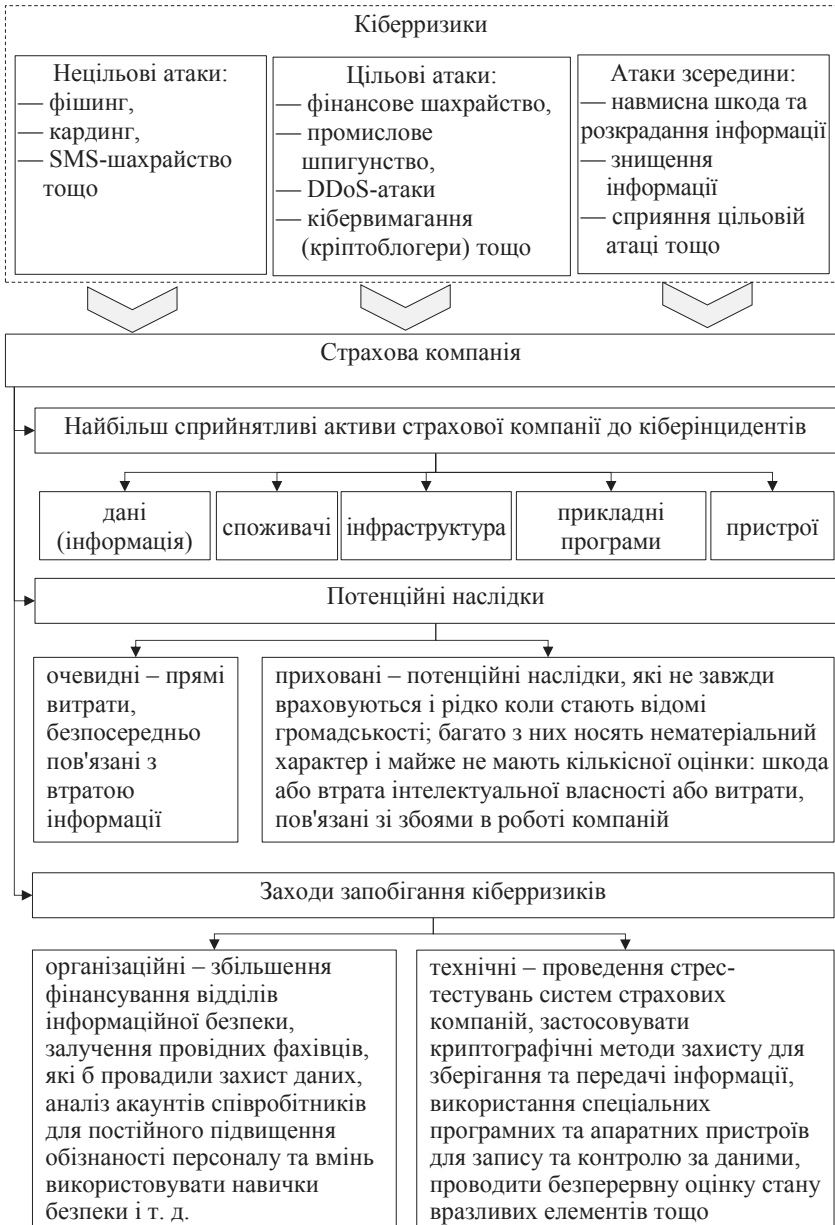 Кіберризики
Нецільові атаки:
— фішинг,
— кардинг,
— SMS-шахрайство
тощо
Цільові атаки:
— фінансове шахрайство,
— промислове
шпигунство,
— DDoS-атаки
— кібервимагання
(кріптоблогери) тощо
Атаки зсередини:
— навмисна шкода та
розкрадання інформації
— знищення
інформації
— сприяння цільовій
атаці тощо
Страхова компанія
Найбільш сприйнятливі активи страхової компанії до кіберінцидентів
дані
(інформація)
споживачі
інфраструктура
прикладні
програми
пристрої
Потенційні наслідки
очевидні – прямі
витрати,
безпосередньо
пов'язані з
втратою
інформації
приховані – потенційні наслідки, які не завжди
враховуються і рідко коли стають відомі
громадськості; багато з них носять нематеріальний
характер і майже не мають кількісної оцінки: шкода
або втрата інтелектуальної власності або витрати,
пов'язані зі збоями в роботі компаній
Заходи запобігання кіберризиків
організаційні – збільшення
фінансування відділів
інформаційної безпеки,
залучення провідних фахівців,
які б провадили захист даних,
аналіз акаунтів співробітників
для постійного підвищення
обізнаності персоналу та вмінь
використовувати навички
безпеки і т. д.
технічні – проведення стрес-
тестувань систем страхових
компаній, застосовувати
криптографічні методи захисту для
зберігання та передачі інформації,
використання спеціальних
програмних та апаратних пристроїв
для запису та контролю за даними,
проводити безперервну оцінку стану
вразливих елементів тощо